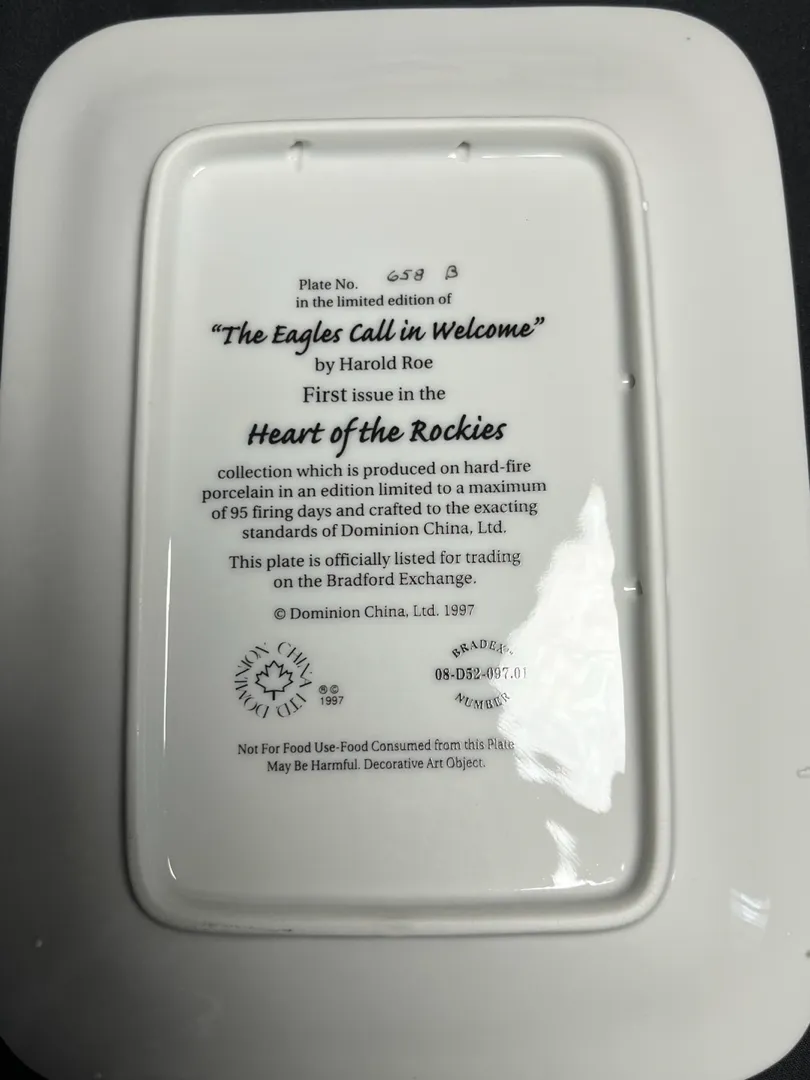 Plate No. 658 B
in the limited edition of
“The Eagles Call in Welcome”
by Harold Roe
First issue in the
Heart of the Rockies
collection which is produced on hard-fire
porcelain in an edition limited to a maximum
of 95 firing days and crafted to the exacting
standards of Dominion China, Ltd.
This plate is officially listed for trading
on the Bradford Exchange.
© Dominion China, Ltd. 1997
DOMINION CHINA LTD.
®©
1997
BRADEX
08-D52-097.01
NUMBER
Not For Food Use-Food Consumed from this Plate
May Be Harmful. Decorative Art Object.